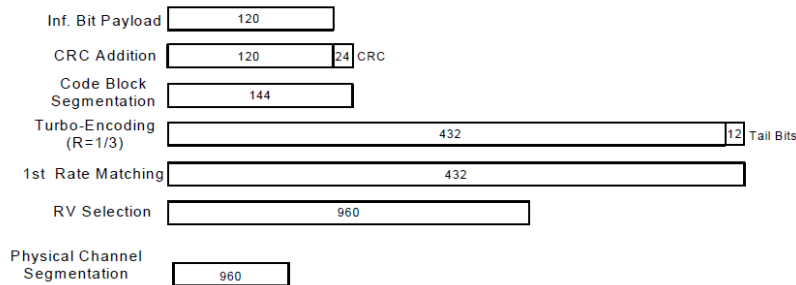 Inf. Bit Payload 120
CRC Addition 120 24 CRC
Code Block
Segmentation 144
Turbo-Encoding
(R=1/3) 432 12 Tail Bits
1st Rate Matching 432
RV Selection 960
Physical Channel
Segmentation 960